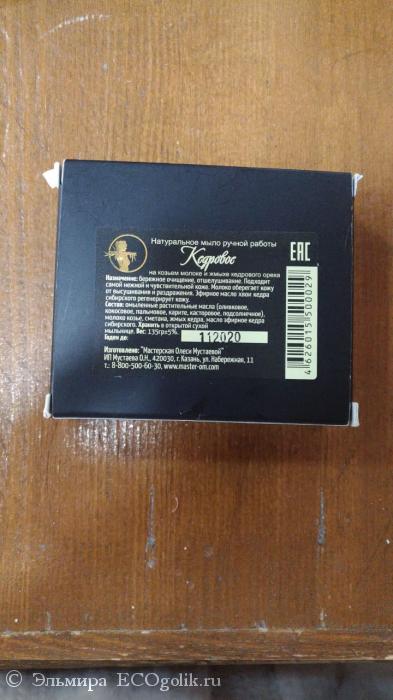 Натуральное мыло ручной работы
Кедровое
на козьем молоке и жмыхе кедрового ореха
Назначение: бережное очищение, отшелушивание. Подходит
самой нежной и чувствительной коже. Молоко оберегает кожу
от высушивания и раздражения. Эфирное масло хвои кедра
сибирского регенерирует кожу.
Состав: омыленные растительные масла (оливковое,
кокосовое, пальмовое, карите, касторовое, подсолнечное),
молоко козье, сметана, жмых кедра, масло эфирное кедра
сибирского. Хранить в открытой сухой
мыльнице. Вес: 135гр±5%.
Годен до: 112020
Изготовлено: "Мастерская Олеси Мустаевой"
ИП Мустаева О.Н., 420030, г. Казань, ул. Набережная, 11
т.: 8-800-500-60-30, www.master-om.com
EAC
4626015500029
Эльмира ECOgolik.ru